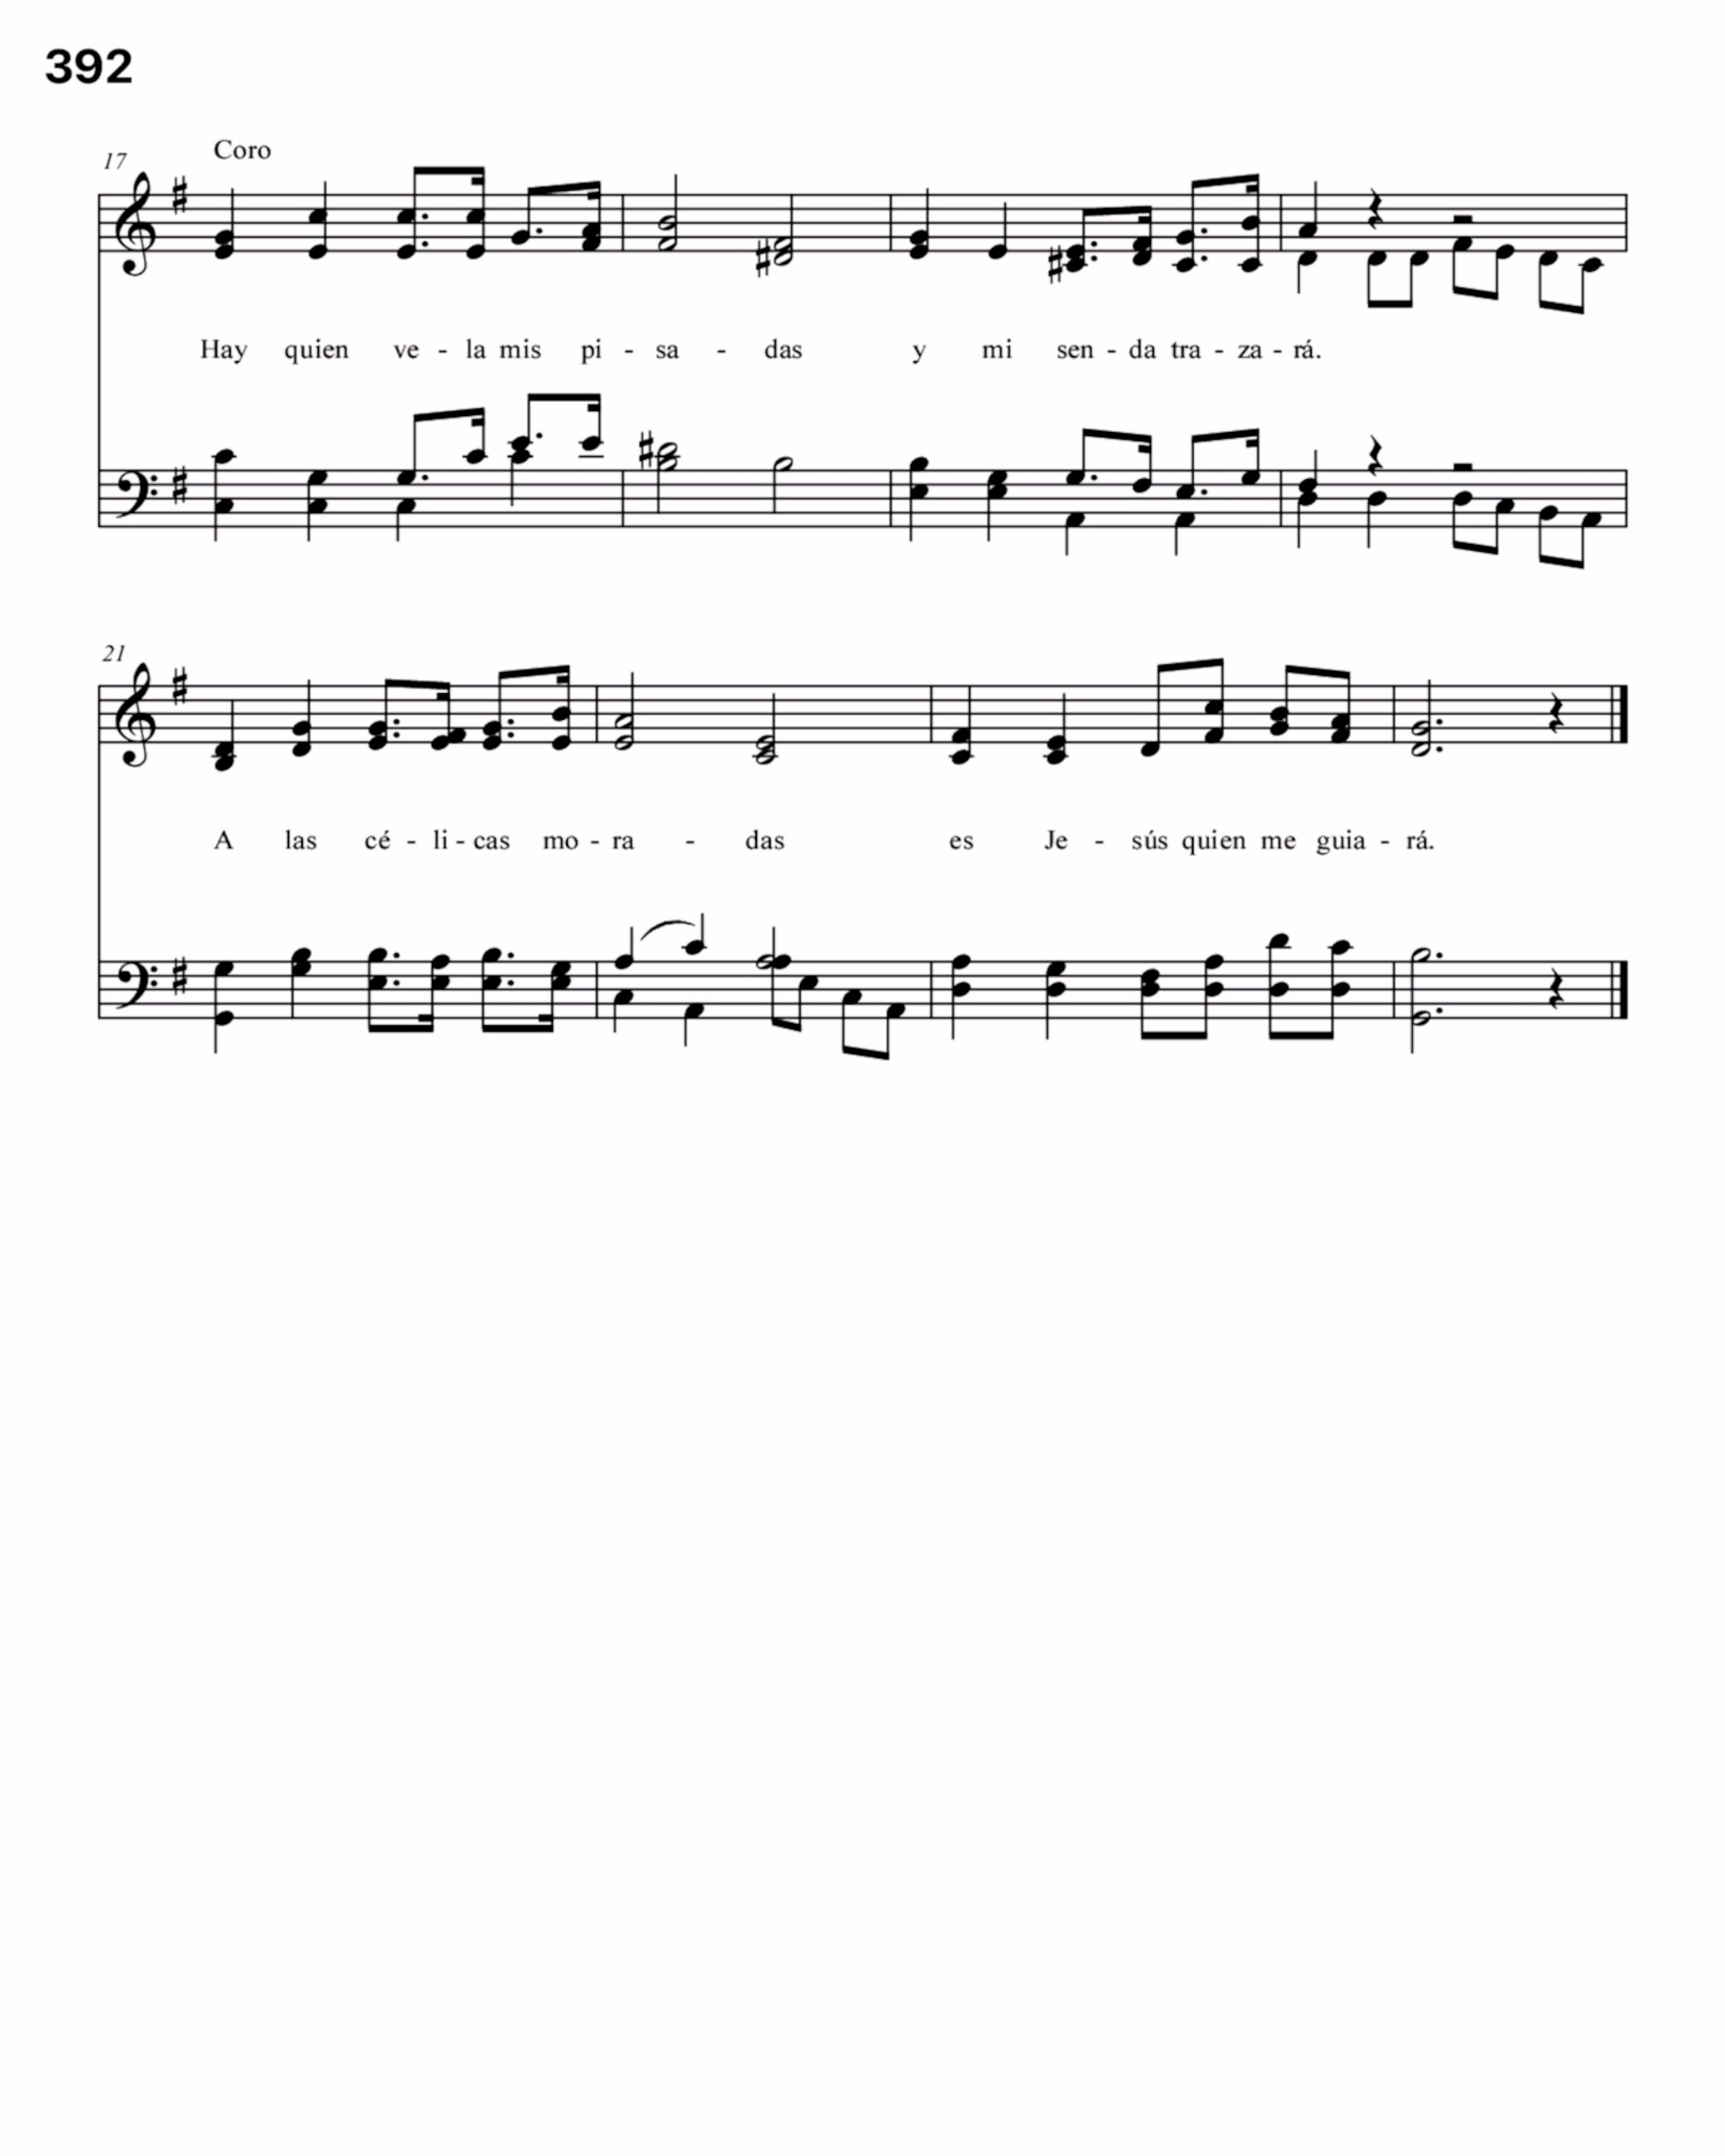 392
17 Coro
Hay quien ve - la mis pi - sa - das y mi sen - da tra - za - rá.
21
A las cé - li - cas mo - ra - das es Je - sús quien me guia - rá.